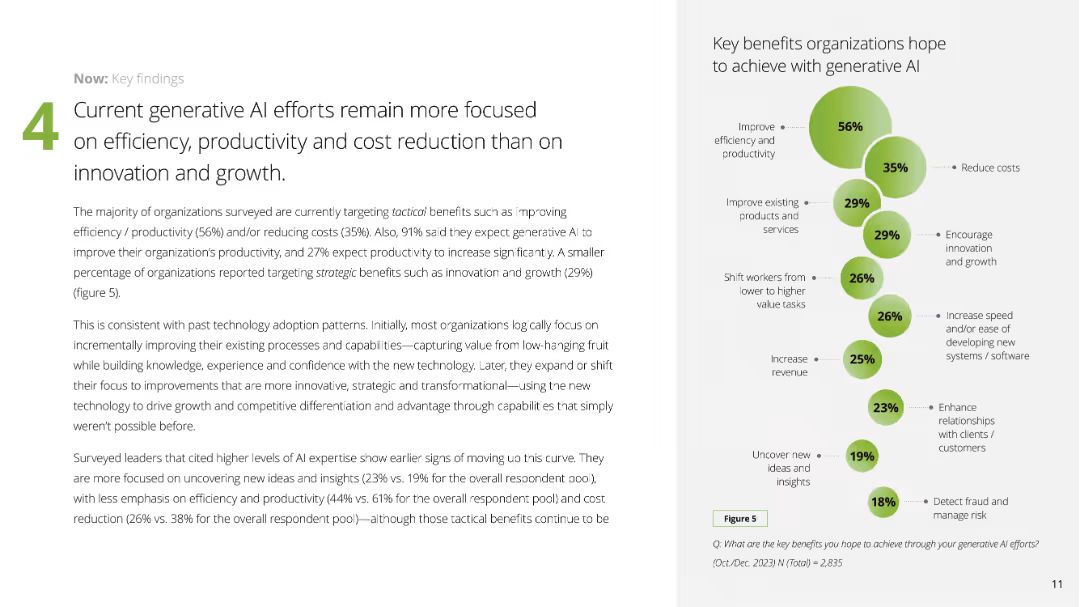 Now: Key findings
4
Current generative AI efforts remain more focused
on efficiency, productivity and cost reduction than on
innovation and growth.
The majority of organizations surveyed are currently targeting tactical benefits such as improving
efficiency / productivity (56%) and/or reducing costs (35%). Also, 91% said they expect generative AI to
improve their organization's productivity, and 27% expect productivity to increase significantly. A smaller
percentage of organizations reported targeting strategic benefits such as innovation and growth (29%)
(figure 5).
This is consistent with past technology adoption patterns. Initially, most organizations logically focus on
incrementally improving their existing processes and capabilities—capturing value from low-hanging fruit
while building knowledge, experience and confidence with the new technology. Later, they expand or shift
their focus to improvements that are more innovative, strategic and transformational—using the new
technology to drive growth and competitive differentiation and advantage through capabilities that simply
weren't possible before.
Surveyed leaders that cited higher levels of AI expertise show earlier signs of moving up this curve. They
are more focused on uncovering new ideas and insights (23% vs. 19% for the overall respondent pool),
with less emphasis on efficiency and productivity (44% vs. 61% for the overall respondent pool) and cost
reduction (26% vs. 38% for the overall respondent pool)—although those tactical benefits continue to be
Key benefits organizations hope
to achieve with generative AI
Improve
efficiency and
productivity
56%
35%
Reduce costs
Improve existing
products and
services
29%
29%
Encourage
innovation
and growth
Shift workers from
lower to higher
value tasks
26%
26%
Increase speed
and/or ease of
developing new
systems / software
Increase
revenue
25%
23%
Enhance
relationships
with clients /
customers
Uncover new
ideas and
insights
19%
18%
Detect fraud and
manage risk
Figure 5
Q: What are the key benefits you hope to achieve through your generative AI efforts?
(Oct./Dec. 2023) N (Total) = 2,835
11